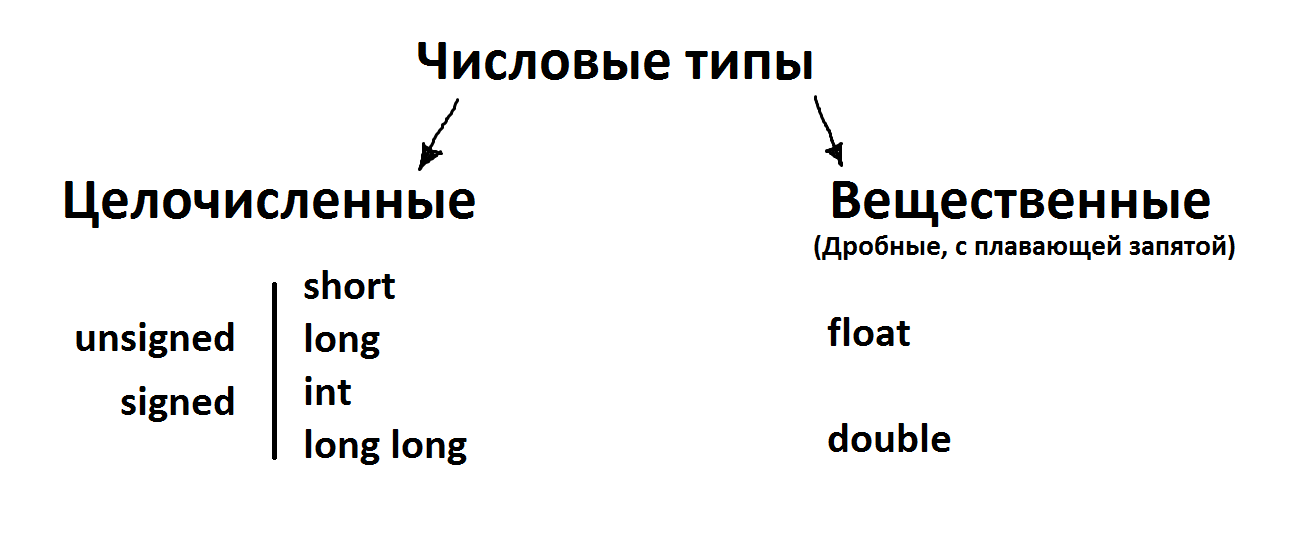 Числовые типы
Целочисленные
unsigned
signed
short
long
int
long long
Вещественные
(Дробные, с плавающей запятой)
float
double